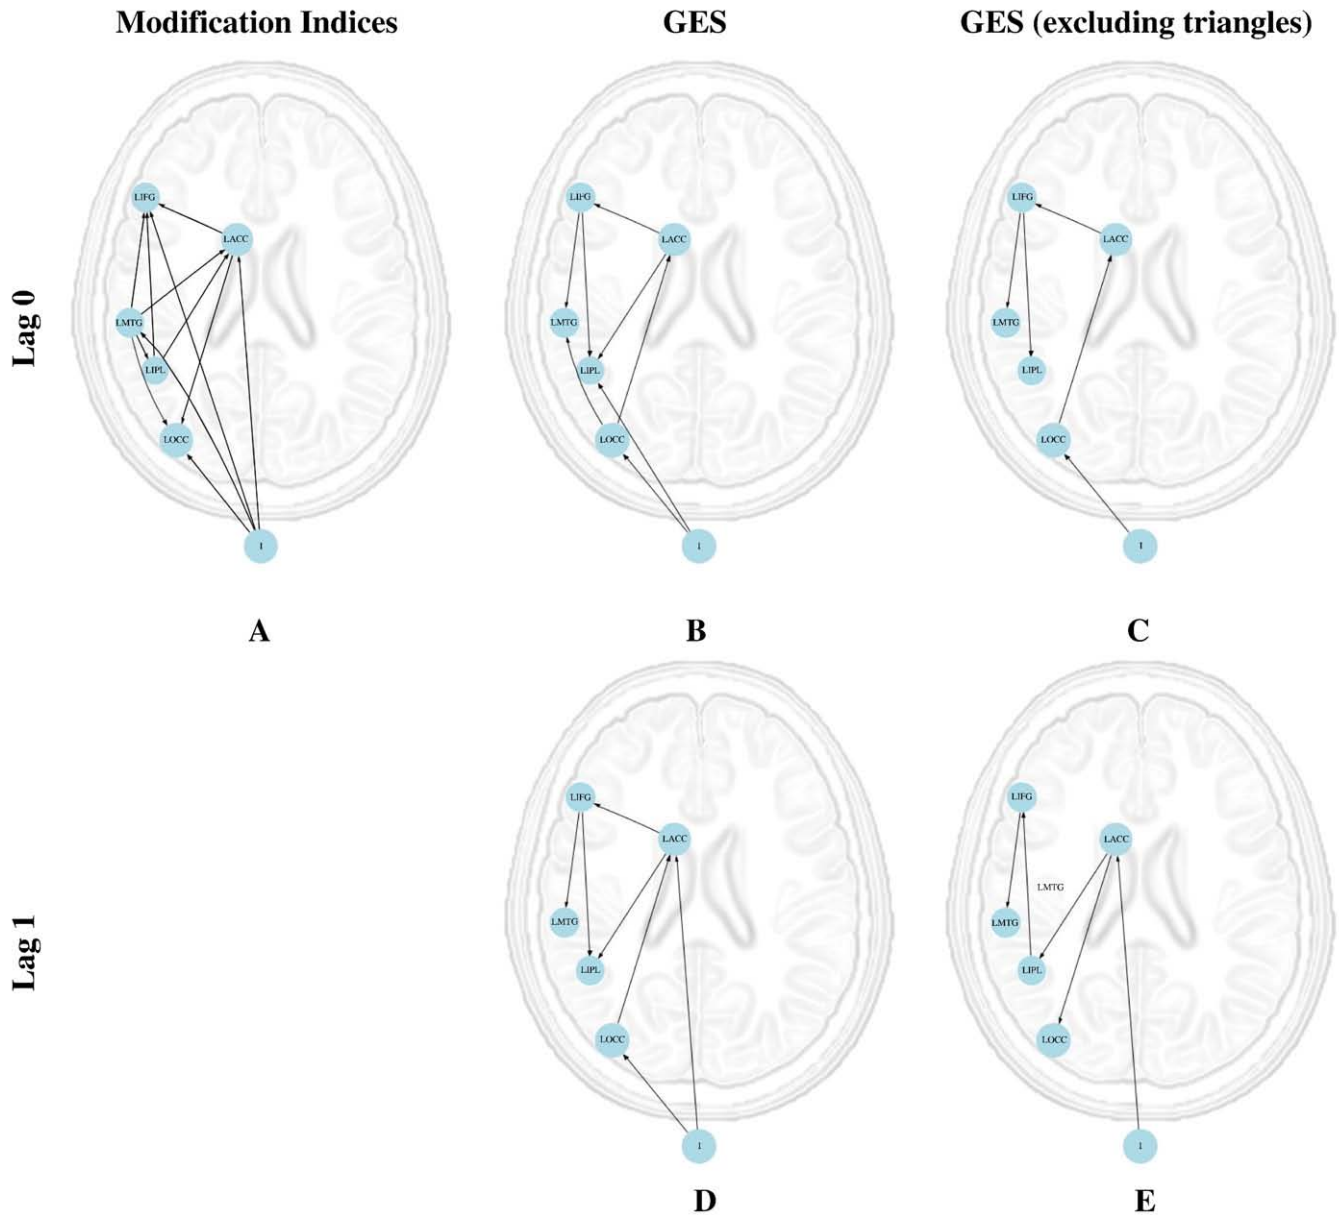 Modification Indices
GES
GES (excluding triangles)
Lag 0
LIFG
LACC
LMTG
LIPL
LOCC
I
A
LIFG
LACC
LMTG
LIPL
LOCC
I
B
LIFG
LACC
LMTG
LIPL
LOCC
I
C
Lag 1
LIFG
LACC
LMTG
LIPL
LOCC
I
D
LIFG
LACC
LMTG
LMTG
LIPL
LOCC
I
E